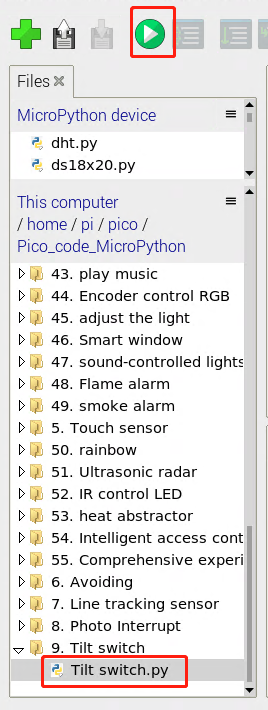 Files
MicroPython device
dht.py
ds18x20.py
This computer
/ home / pi / pico /
Pico_code_MicroPython
43. play music
44. Encoder control RGB
45. adjust the light
46. Smart window
47. sound-controlled lights
48. Flame alarm
49. smoke alarm
5. Touch sensor
50. rainbow
51. Ultrasonic radar
52. IR control LED
53. heat abstractor
54. Intelligent access cont
55. Comprehensive experi
6. Avoiding
7. Line tracking sensor
8. Photo Interrupt
9. Tilt switch
Tilt switch.py